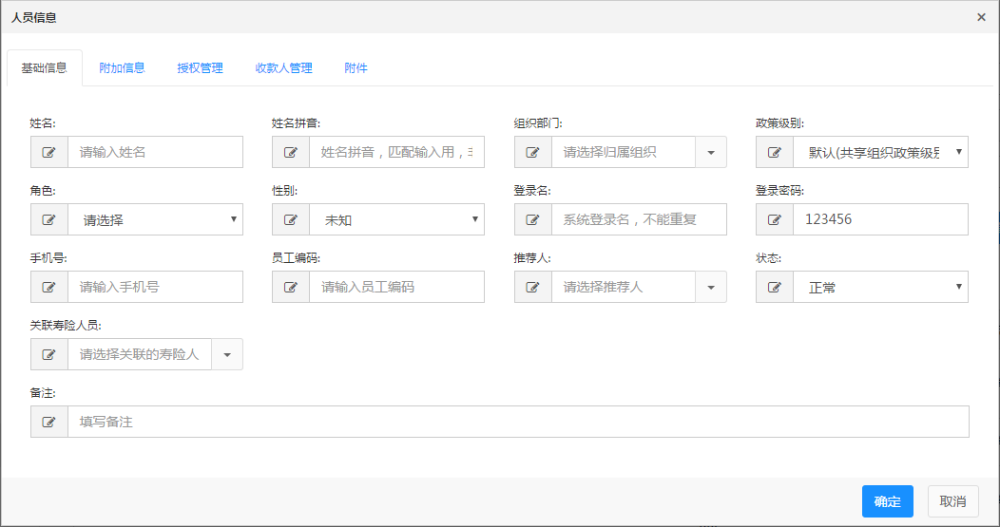 人员信息 ×
基础信息 附加信息 授权管理 收款人管理 附件
姓名: 姓名拼音: 组织部门: 政策级别:
请输入姓名 姓名拼音，匹配输入用， 请选择归属组织 默认(共享组织政策级
角色: 性别: 登录名: 登录密码:
请选择 未知 系统登录名，不能重复 123456
手机号: 员工编码: 推荐人: 状态:
请输入手机号 请输入员工编码 请选择推荐人 正常
关联寿险人员:
请选择关联的寿险人
备注:
填写备注
确定 取消